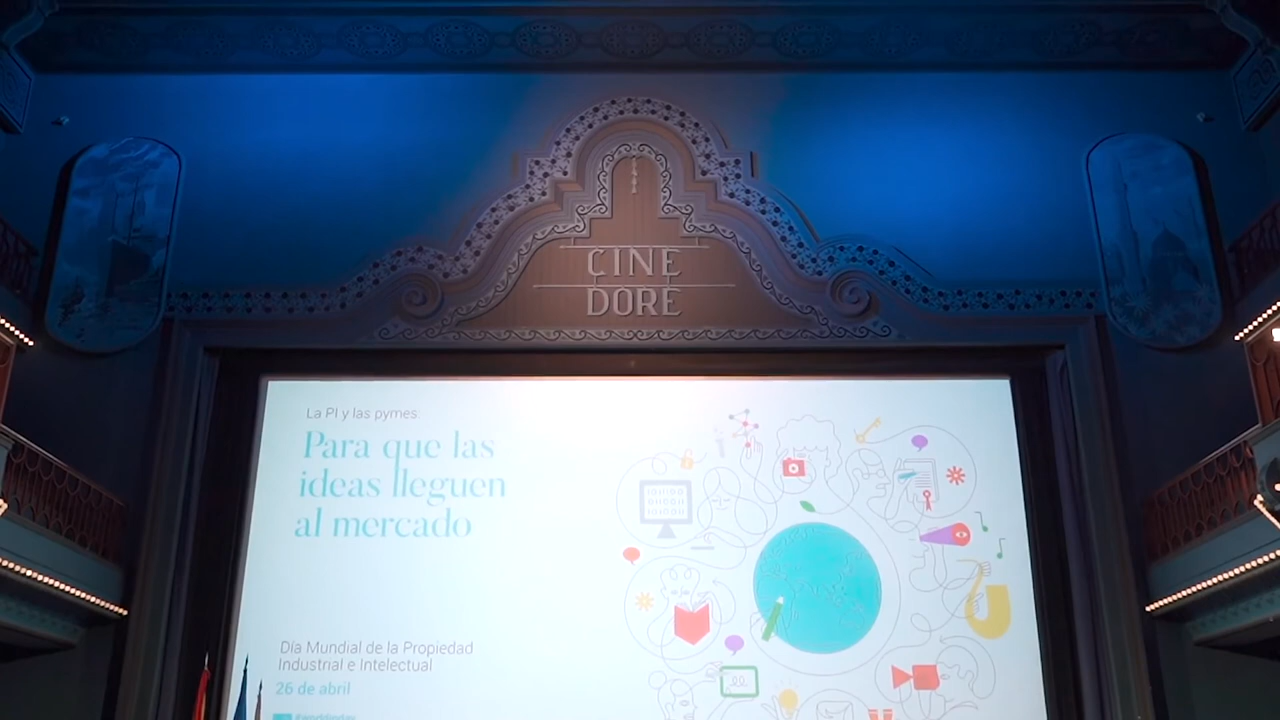 CINE
DORE
La PI y las pymes:
Para que las
ideas lleguen
al mercado
Día Mundial de la Propiedad
Industrial e Intelectual
26 de abril